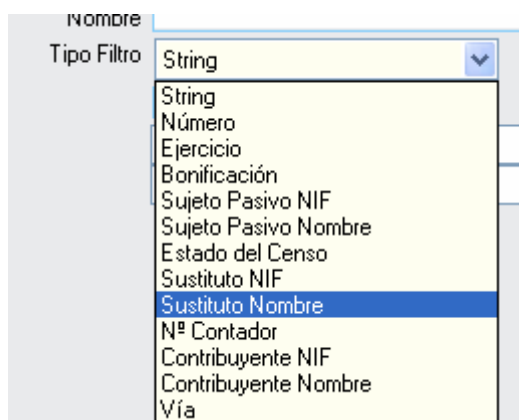 Nombre
Tipo Filtro String
String
Número
Ejercicio
Bonificación
Sujeto Pasivo NIF
Sujeto Pasivo Nombre
Estado del Censo
Sustituto NIF
Sustituto Nombre
Nº Contador
Contribuyente NIF
Contribuyente Nombre
Vía